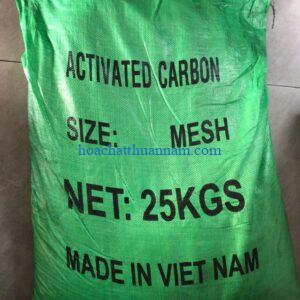 ACTIVATED CARBON
SIZE: MESH
hoachatthuannam.com
NET: 25KGS
MADE IN VIET NAM